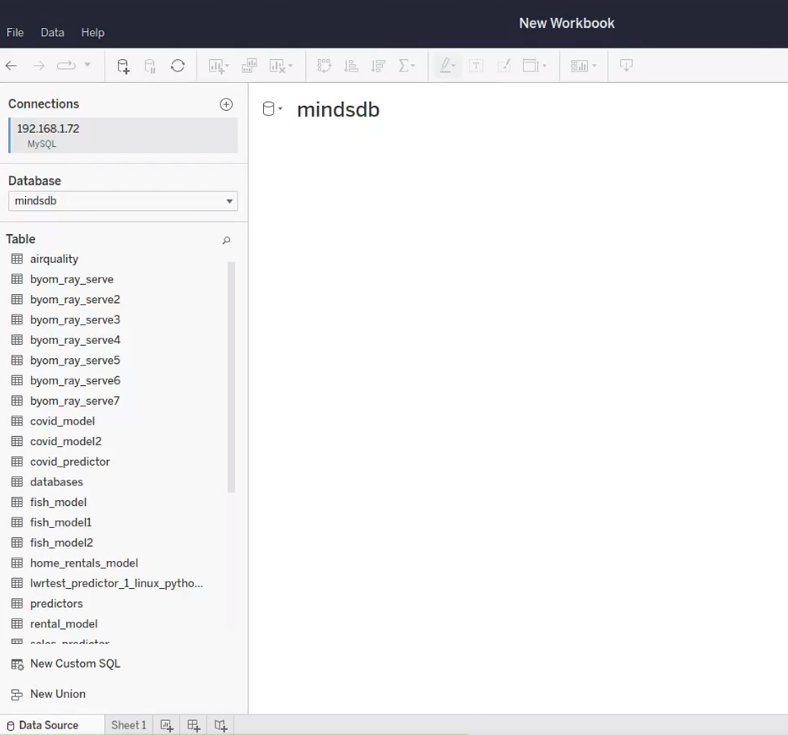 New Workbook
File Data Help
Connections
192.168.1.72
MySQL
Database
mindsdb
Table
airquality
byom_ray_serve
byom_ray_serve2
byom_ray_serve3
byom_ray_serve4
byom_ray_serve5
byom_ray_serve6
byom_ray_serve7
covid_model
covid_model2
covid_predictor
databases
fish_model
fish_model1
fish_model2
home_rentals_model
lwrtest_predictor_1_linux_pytho...
predictors
rental_model
sales_predictor
New Custom SQL
New Union
mindsdb
Data Source Sheet 1